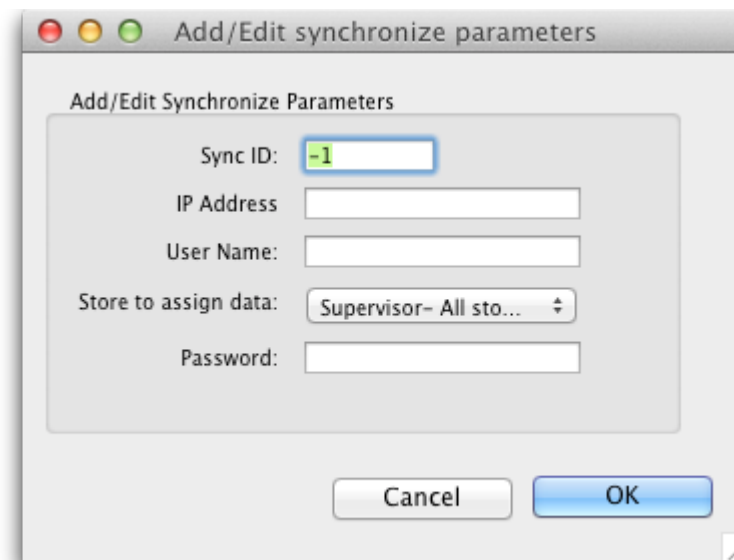 Add/Edit synchronize parameters
Add/Edit Synchronize Parameters
Sync ID: -1
IP Address
User Name:
Store to assign data: Supervisor- All sto...
Password:
Cancel OK